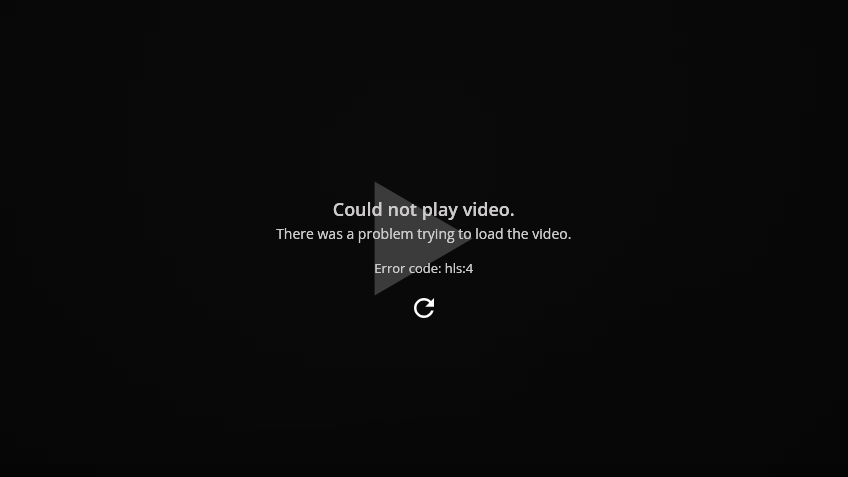 Could not play video.
There was a problem trying to load the video.
Error code: hls:4